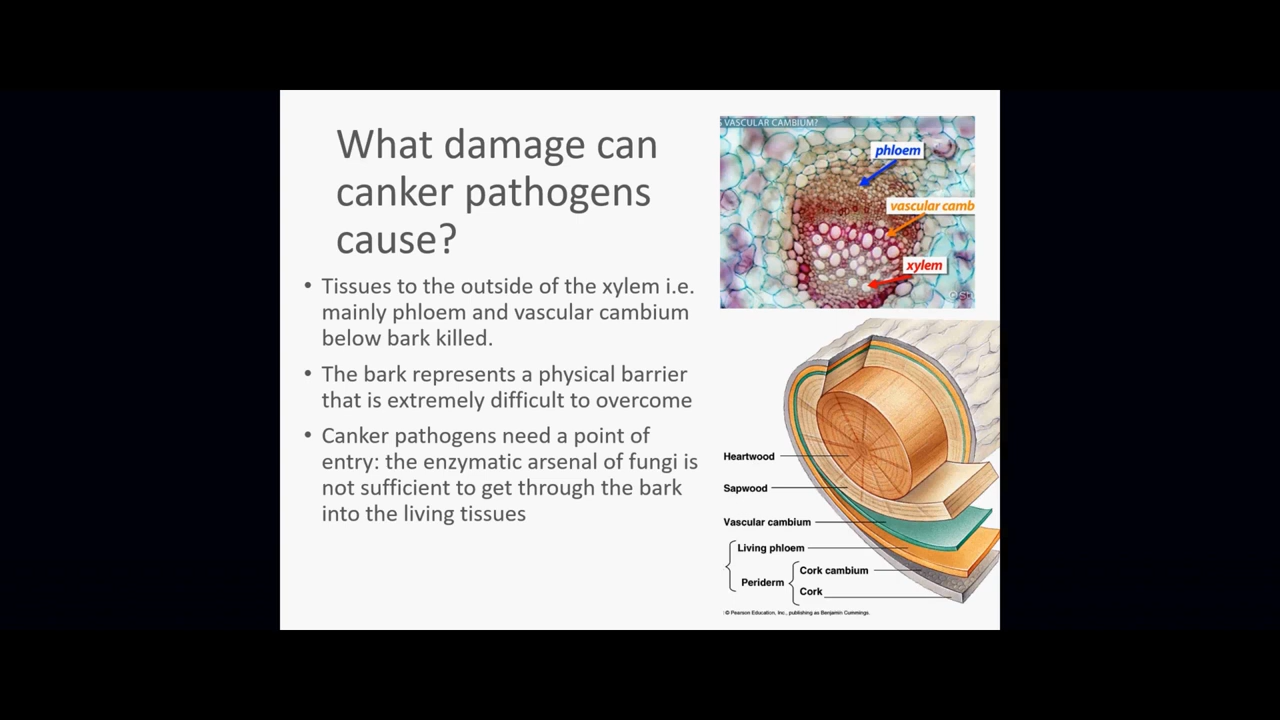 What damage can
canker pathogens
cause?
• Tissues to the outside of the xylem i.e.
mainly phloem and vascular cambium
below bark killed.
• The bark represents a physical barrier
that is extremely difficult to overcome
• Canker pathogens need a point of
entry: the enzymatic arsenal of fungi is
not sufficient to get through the bark
into the living tissues
VASCULAR CAMBIUM?
phloem
vascular camb
xylem
Heartwood
Sapwood
Vascular cambium
Living phloem
Cork cambium
Periderm
Cork
© Pearson Education, Inc., publishing as Benjamin Cummings.